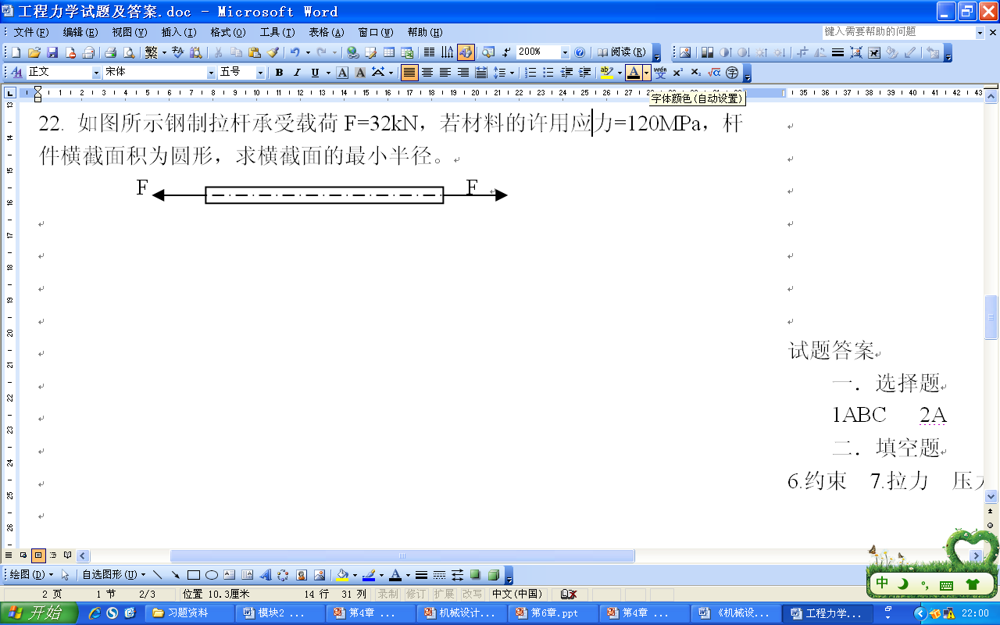 工程力学试题及答案.doc - Microsoft Word
文件(F) 编辑(E) 视图(V) 插入(I) 格式(O) 工具(T) 表格(A) 窗口(W) 帮助(H) 键入需要帮助的问题
繁 200% 阅读(R)
正文 宋体 五号 B I U A A A wén
字体颜色(自动设置)
22. 如图所示钢制拉杆承受载荷 F=32kN，若材料的许用应力=120MPa，杆
件横截面积为圆形，求横截面的最小半径。
F F
试题答案
一．选择题
1ABC 2A
二．填空题
6.约束 7.拉力 压力
绘图(D) 自选图形(U)
2 页 1 节 2/3 位置 10.3厘米 14 行 31 列 录制 修订 扩展 改写 中文(中国)
中
开始 习题资料 模块2 ... 第4章 ... 机械设计... 第6章.ppt 第4章 ... 《机械设... 工程力学... 22:00